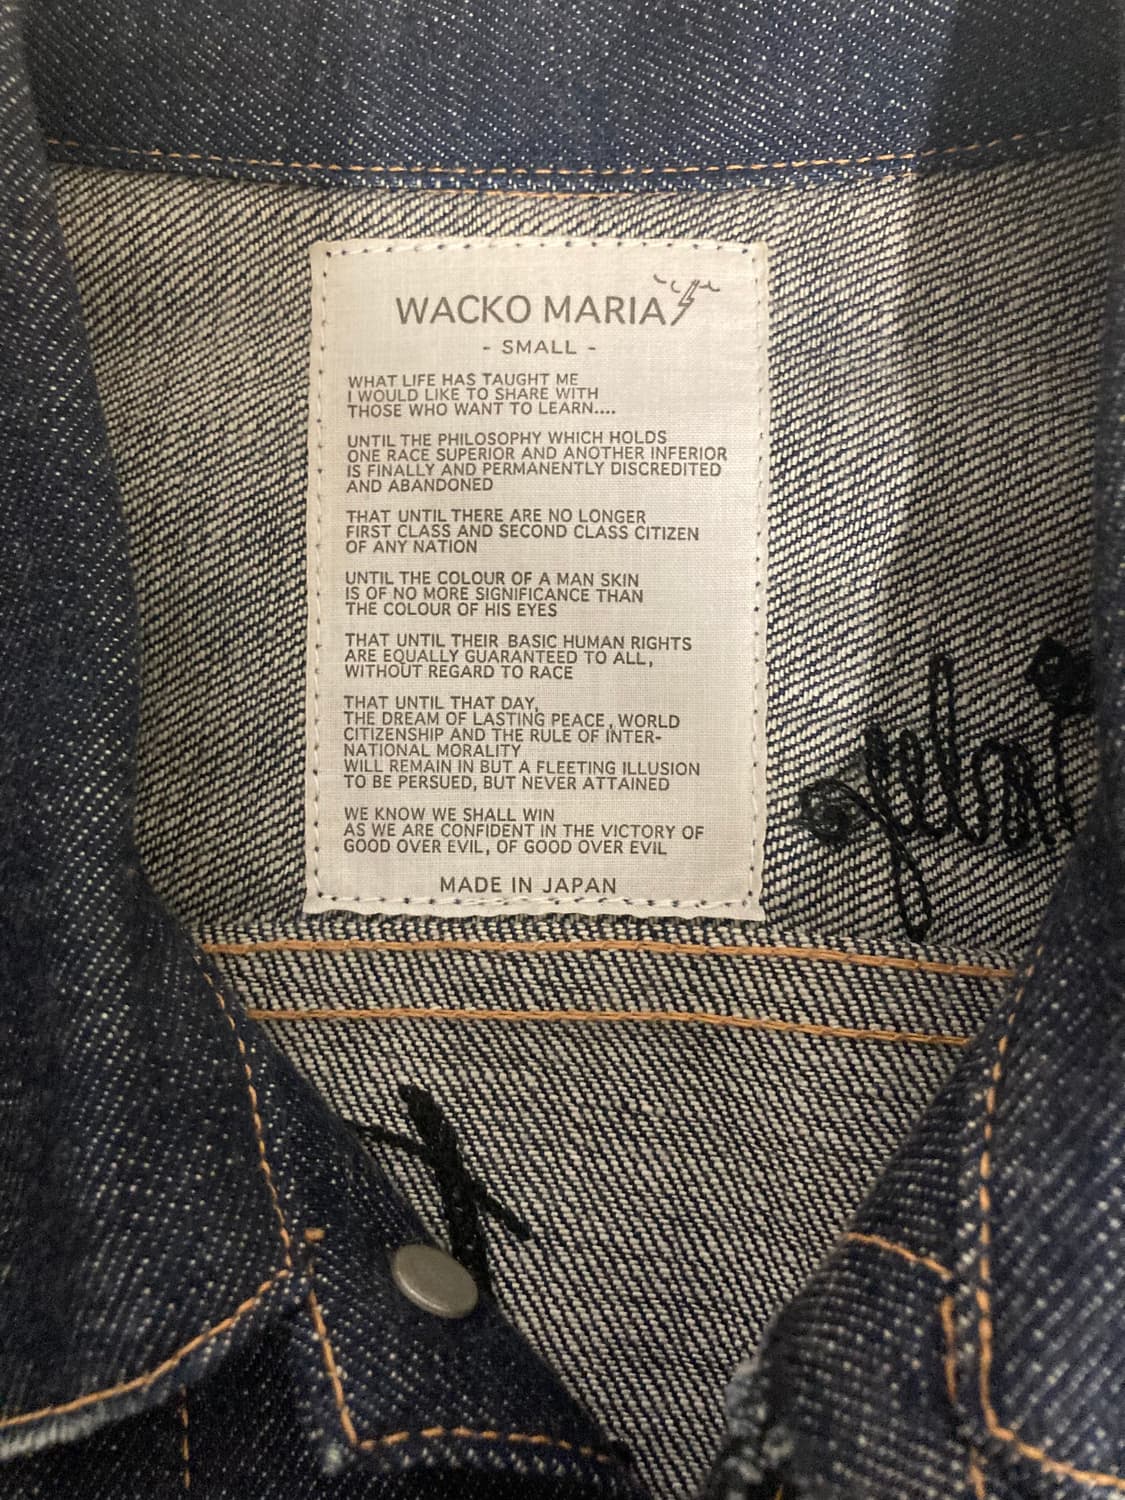 WACKO MARIA
- SMALL -
WHAT LIFE HAS TAUGHT ME
I WOULD LIKE TO SHARE WITH
THOSE WHO WANT TO LEARN....
UNTIL THE PHILOSOPHY WHICH HOLDS
ONE RACE SUPERIOR AND ANOTHER INFERIOR
IS FINALLY AND PERMANENTLY DISCREDITED
AND ABANDONED
THAT UNTIL THERE ARE NO LONGER
FIRST CLASS AND SECOND CLASS CITIZEN
OF ANY NATION
UNTIL THE COLOUR OF A MAN SKIN
IS OF NO MORE SIGNIFICANCE THAN
THE COLOUR OF HIS EYES
THAT UNTIL THEIR BASIC HUMAN RIGHTS
ARE EQUALLY GUARANTEED TO ALL,
WITHOUT REGARD TO RACE
THAT UNTIL THAT DAY,
THE DREAM OF LASTING PEACE, WORLD
CITIZENSHIP AND THE RULE OF INTER-
NATIONAL MORALITY
WILL REMAIN IN BUT A FLEETING ILLUSION
TO BE PERSUED, BUT NEVER ATTAINED
WE KNOW WE SHALL WIN
AS WE ARE CONFIDENT IN THE VICTORY OF
GOOD OVER EVIL, OF GOOD OVER EVIL
MADE IN JAPAN